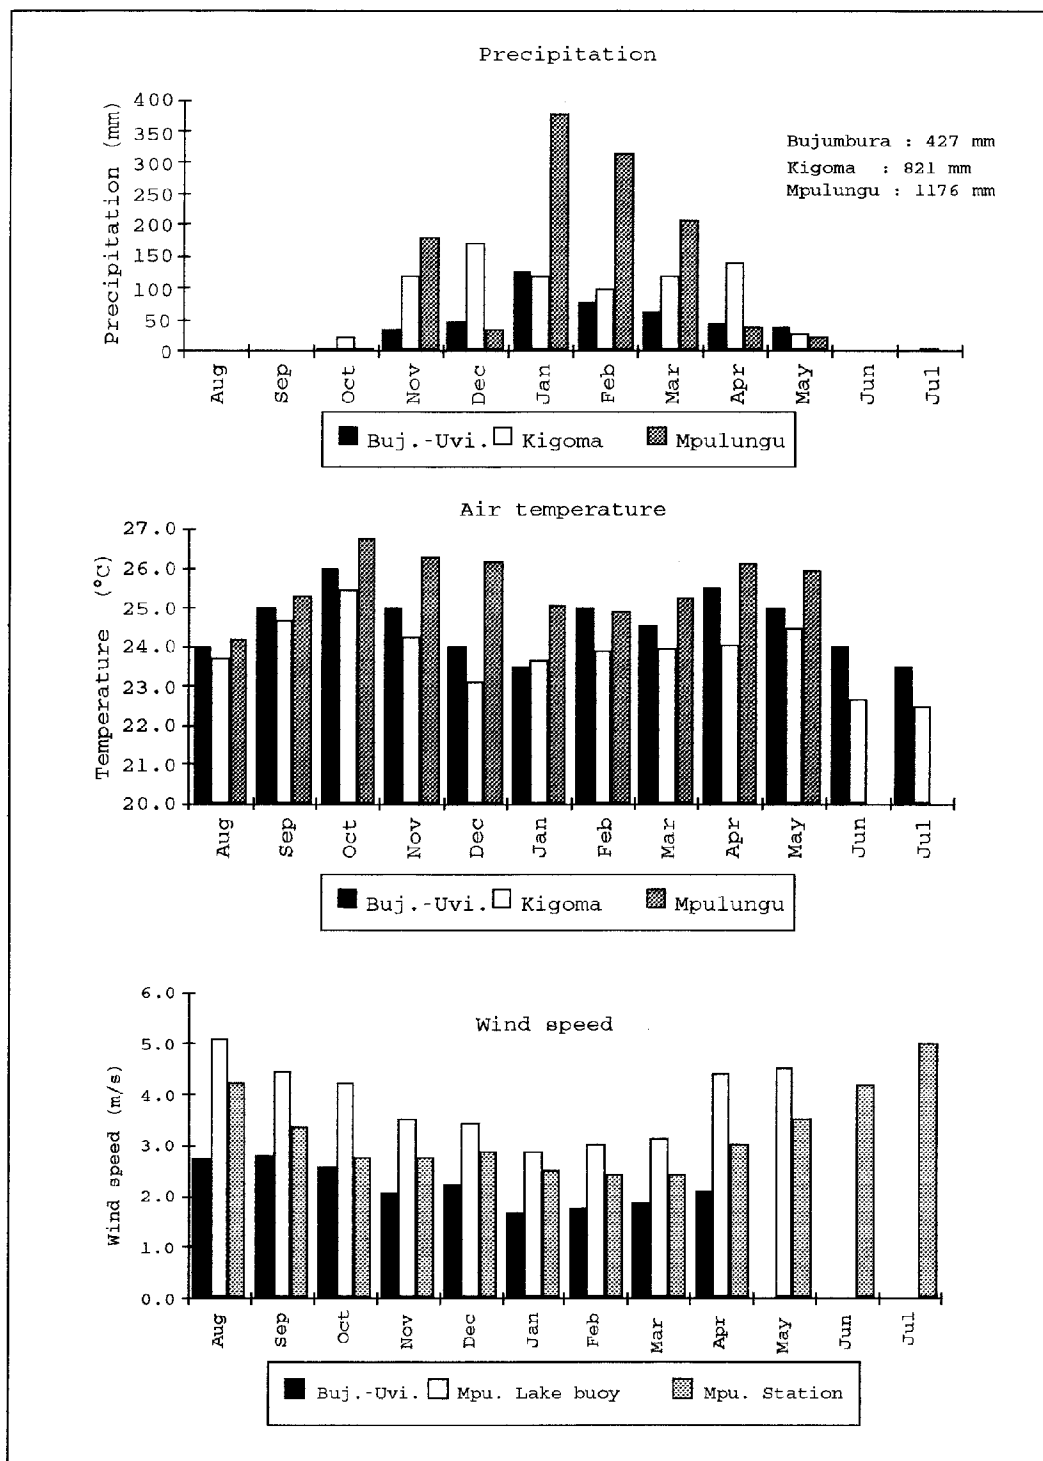 Precipitation
Precipitation (mm)
400
350
300
250
200
150
100
50
0
Bujumbura : 427 mm
Kigoma : 821 mm
Mpulungu : 1176 mm
Aug Sep Oct Nov Dec Jan Feb Mar Apr May Jun Jul
Buj.-Uvi. Kigoma Mpulungu
Air temperature
Temperature (°C)
27.0
26.0
25.0
24.0
23.0
22.0
21.0
20.0
Aug Sep Oct Nov Dec Jan Feb Mar Apr May Jun Jul
Buj.-Uvi. Kigoma Mpulungu
Wind speed
Wind speed (m/s)
6.0
5.0
4.0
3.0
2.0
1.0
0.0
Aug Sep Oct Nov Dec Jan Feb Mar Apr May Jun Jul
Buj.-Uvi. Mpu. Lake buoy Mpu. Station